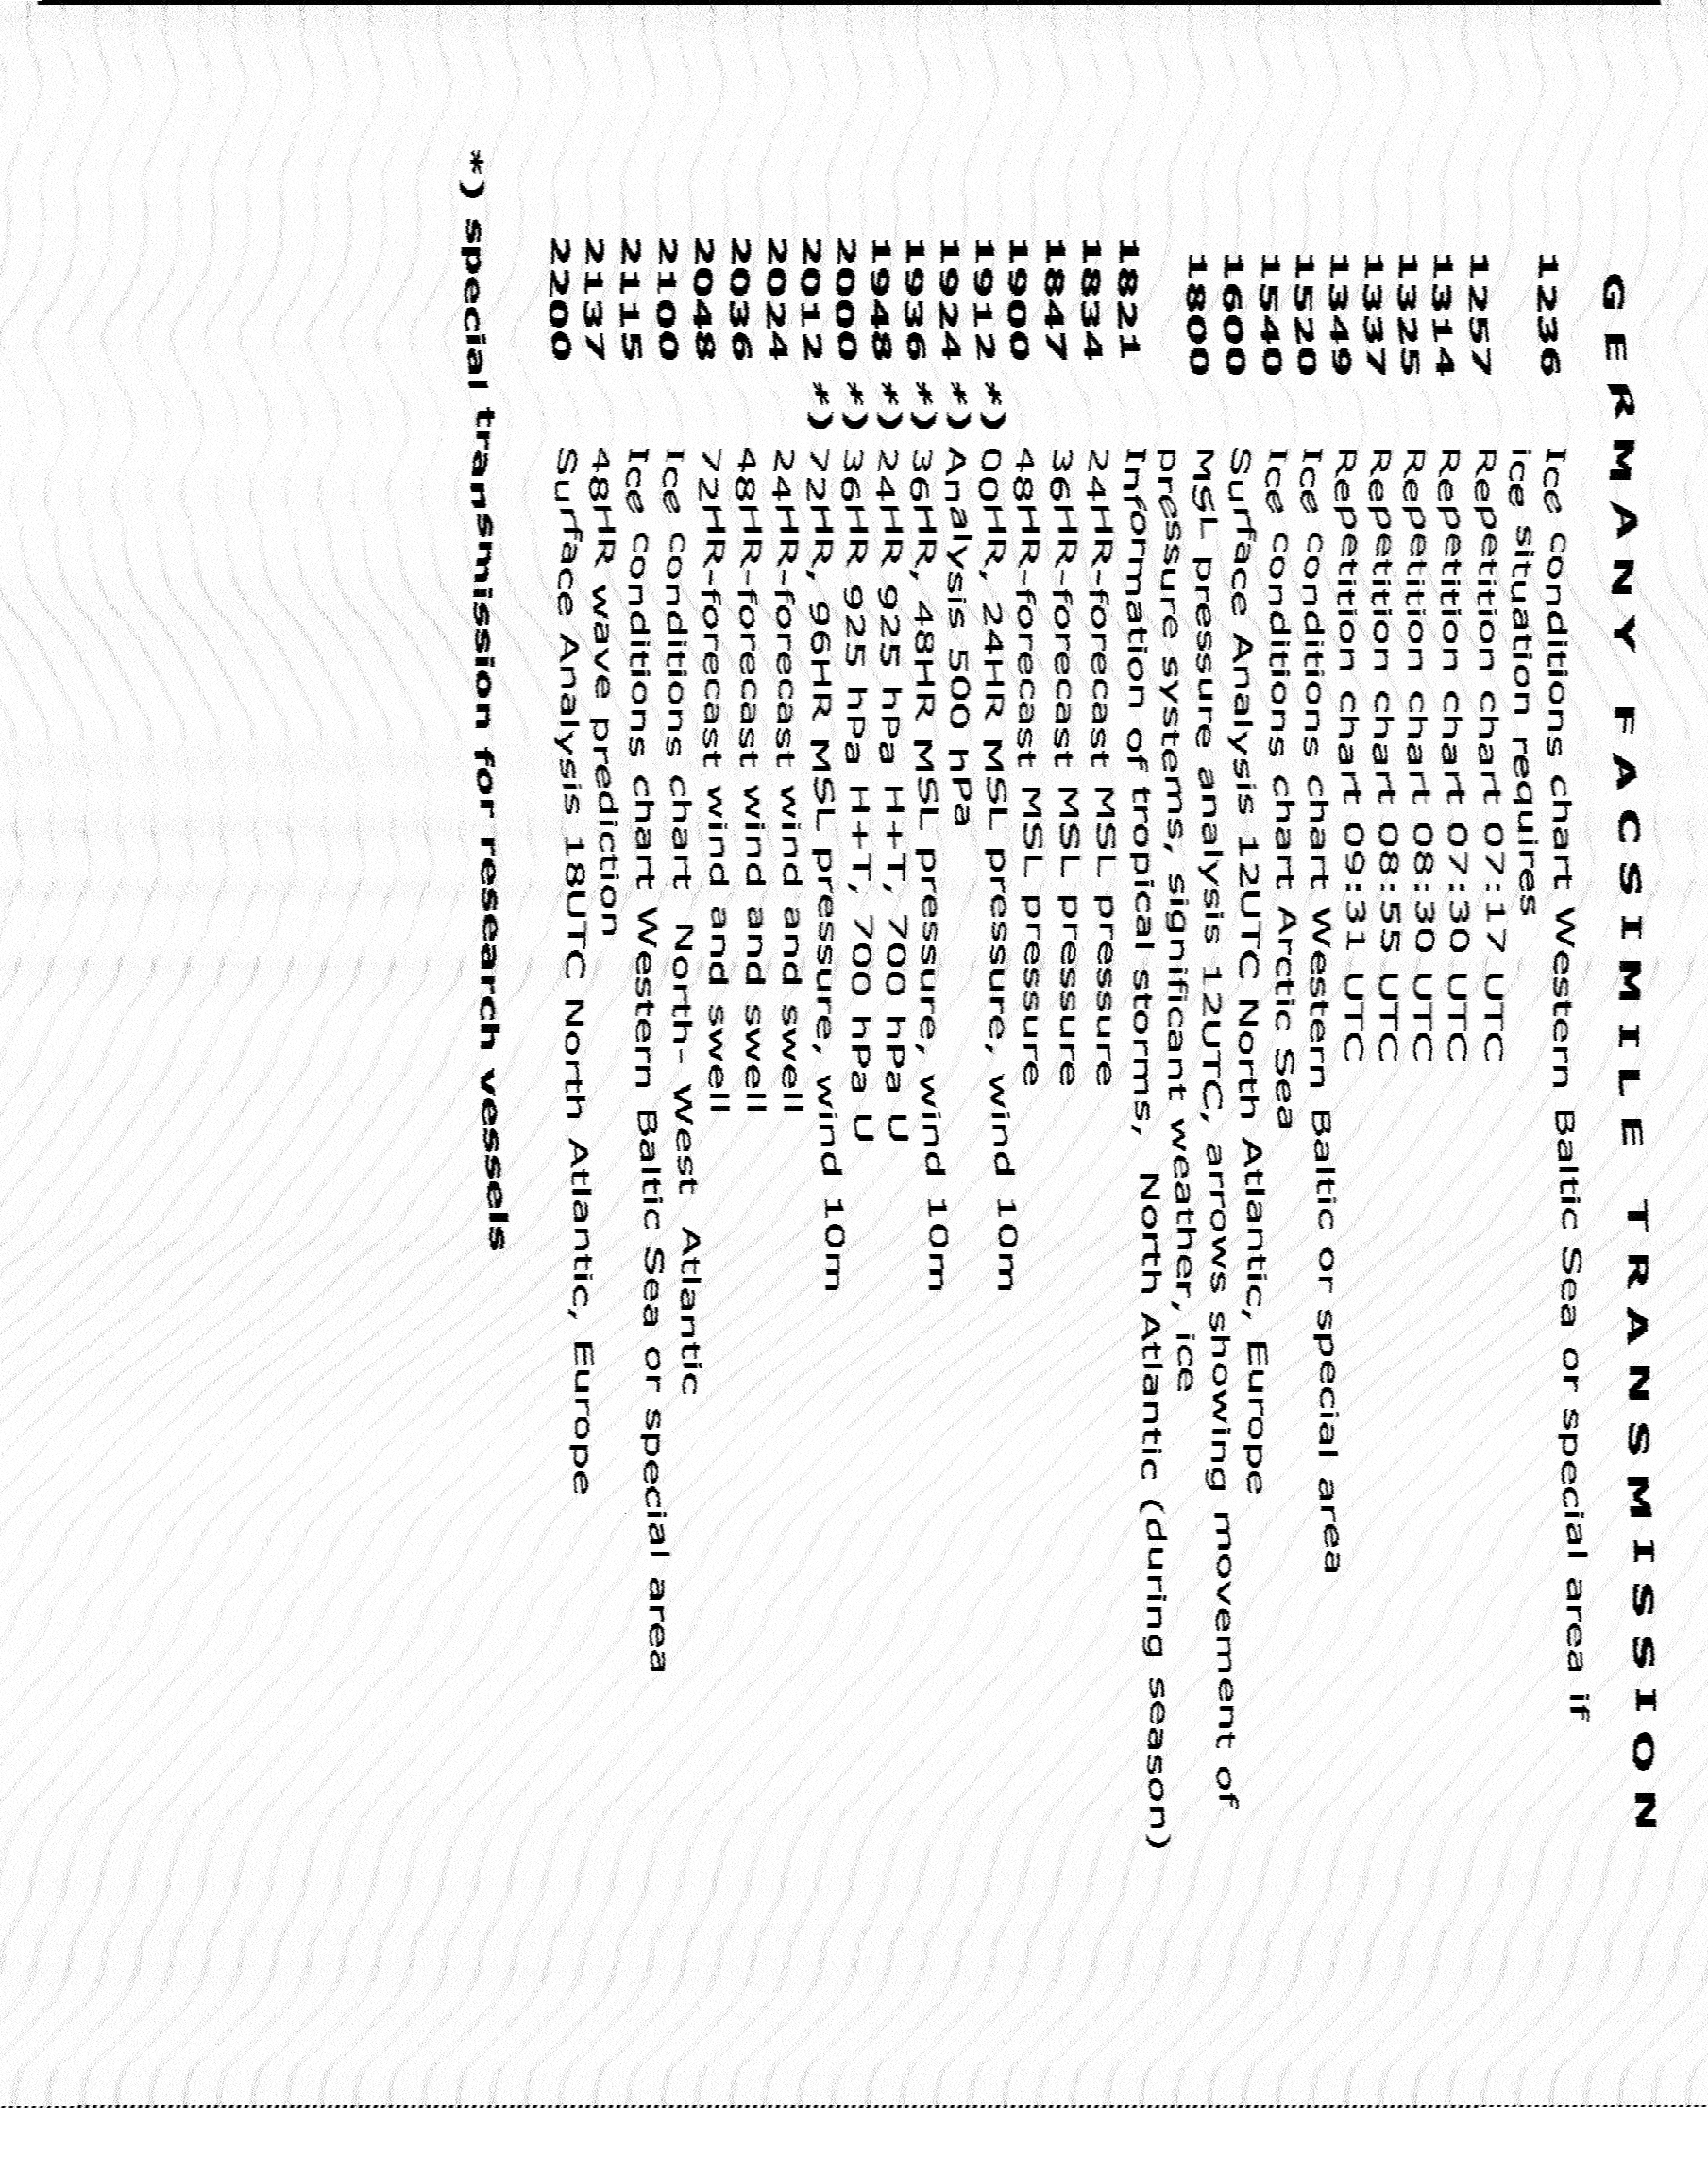 GERMANY FACSIMILE TRANSMISSION
1236 Ice conditions chart Western Baltic Sea or special area if
ice situation requires
1257 Repetition chart 07:17 UTC
1314 Repetition chart 07:30 UTC
1325 Repetition chart 08:30 UTC
1337 Repetition chart 08:55 UTC
1349 Repetition chart 09:31 UTC
1520 Ice conditions chart Western Baltic or special area
1540 Ice conditions chart Arctic Sea
1600 Surface Analysis 12UTC North Atlantic, Europe
1800 MSL pressure analysis 12UTC, arrows showing movement of
pressure systems, significant weather, ice
1821 Information of tropical storms, North Atlantic (during season)
1834 24HR-forecast MSL pressure
1847 36HR-forecast MSL pressure
1900 48HR-forecast MSL pressure
1912 *) 00HR, 24HR MSL pressure, wind 10m
1924 *) Analysis 500 hPa
1936 *) 36HR, 48HR MSL pressure, wind 10m
1948 *) 24HR 925 hPa H+T, 700 hPa U
2000 *) 36HR 925 hPa H+T, 700 hPa U
2012 *) 72HR, 96HR MSL pressure, wind 10m
2024 24HR-forecast wind and swell
2036 48HR-forecast wind and swell
2048 72HR-forecast wind and swell
2100 Ice conditions chart North- West Atlantic
2115 Ice conditions chart Western Baltic Sea or special area
2137 48HR wave prediction
2200 Surface Analysis 18UTC North Atlantic, Europe
*) special transmission for research vessels